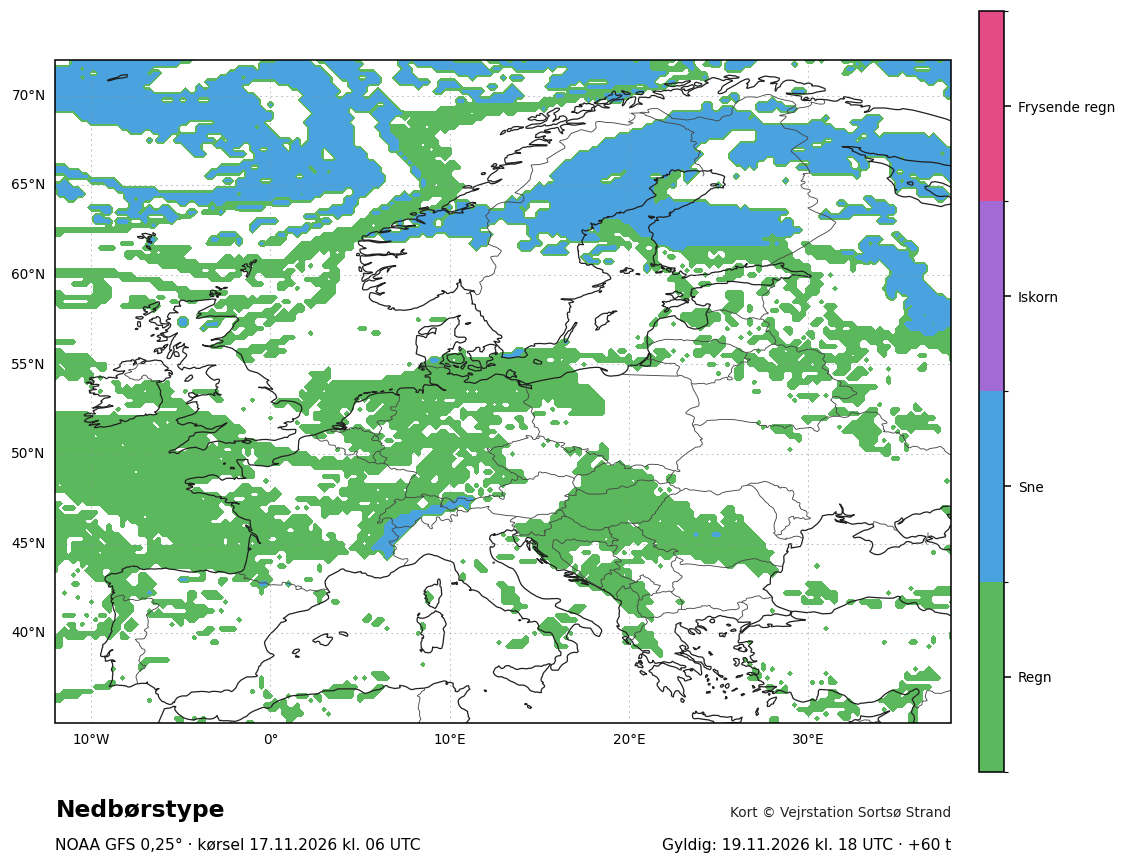 70°N
65°N
60°N
55°N
50°N
45°N
40°N
10°W
0°
10°E
20°E
30°E
Frysende regn
Iskorn
Sne
Regn
Nedbørstype
Kort © Vejrstation Sortsø Strand
NOAA GFS 0,25° · kørsel 17.11.2026 kl. 06 UTC
Gyldig: 19.11.2026 kl. 18 UTC · +60 t